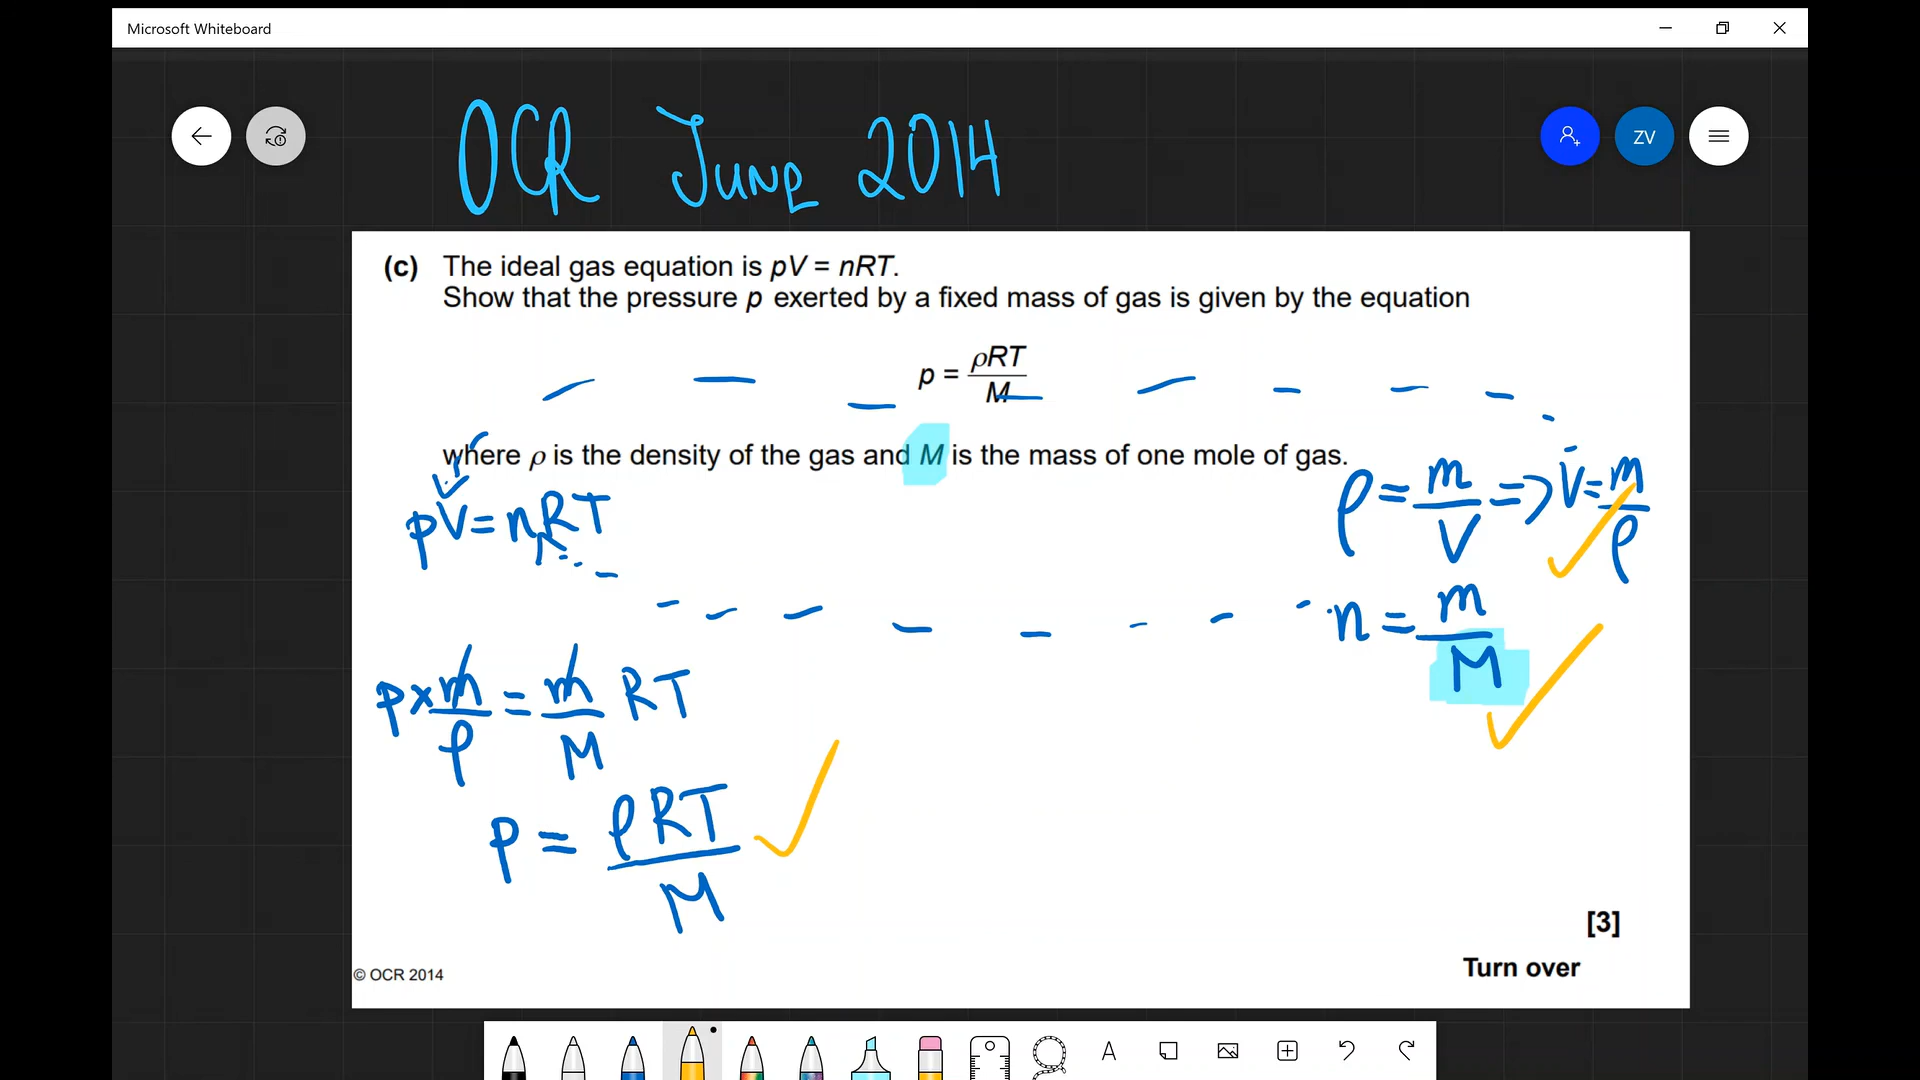 Microsoft Whiteboard
OCR June 2014
ZV
(c) The ideal gas equation is pV = nRT.
Show that the pressure p exerted by a fixed mass of gas is given by the equation
p = ρRT / M
where ρ is the density of the gas and M is the mass of one mole of gas.
pV = nRT
ρ = m / V => V = m / ρ
n = m / M
p × m / ρ = m / M RT
p = ρRT / M
[3]
© OCR 2014
Turn over
A